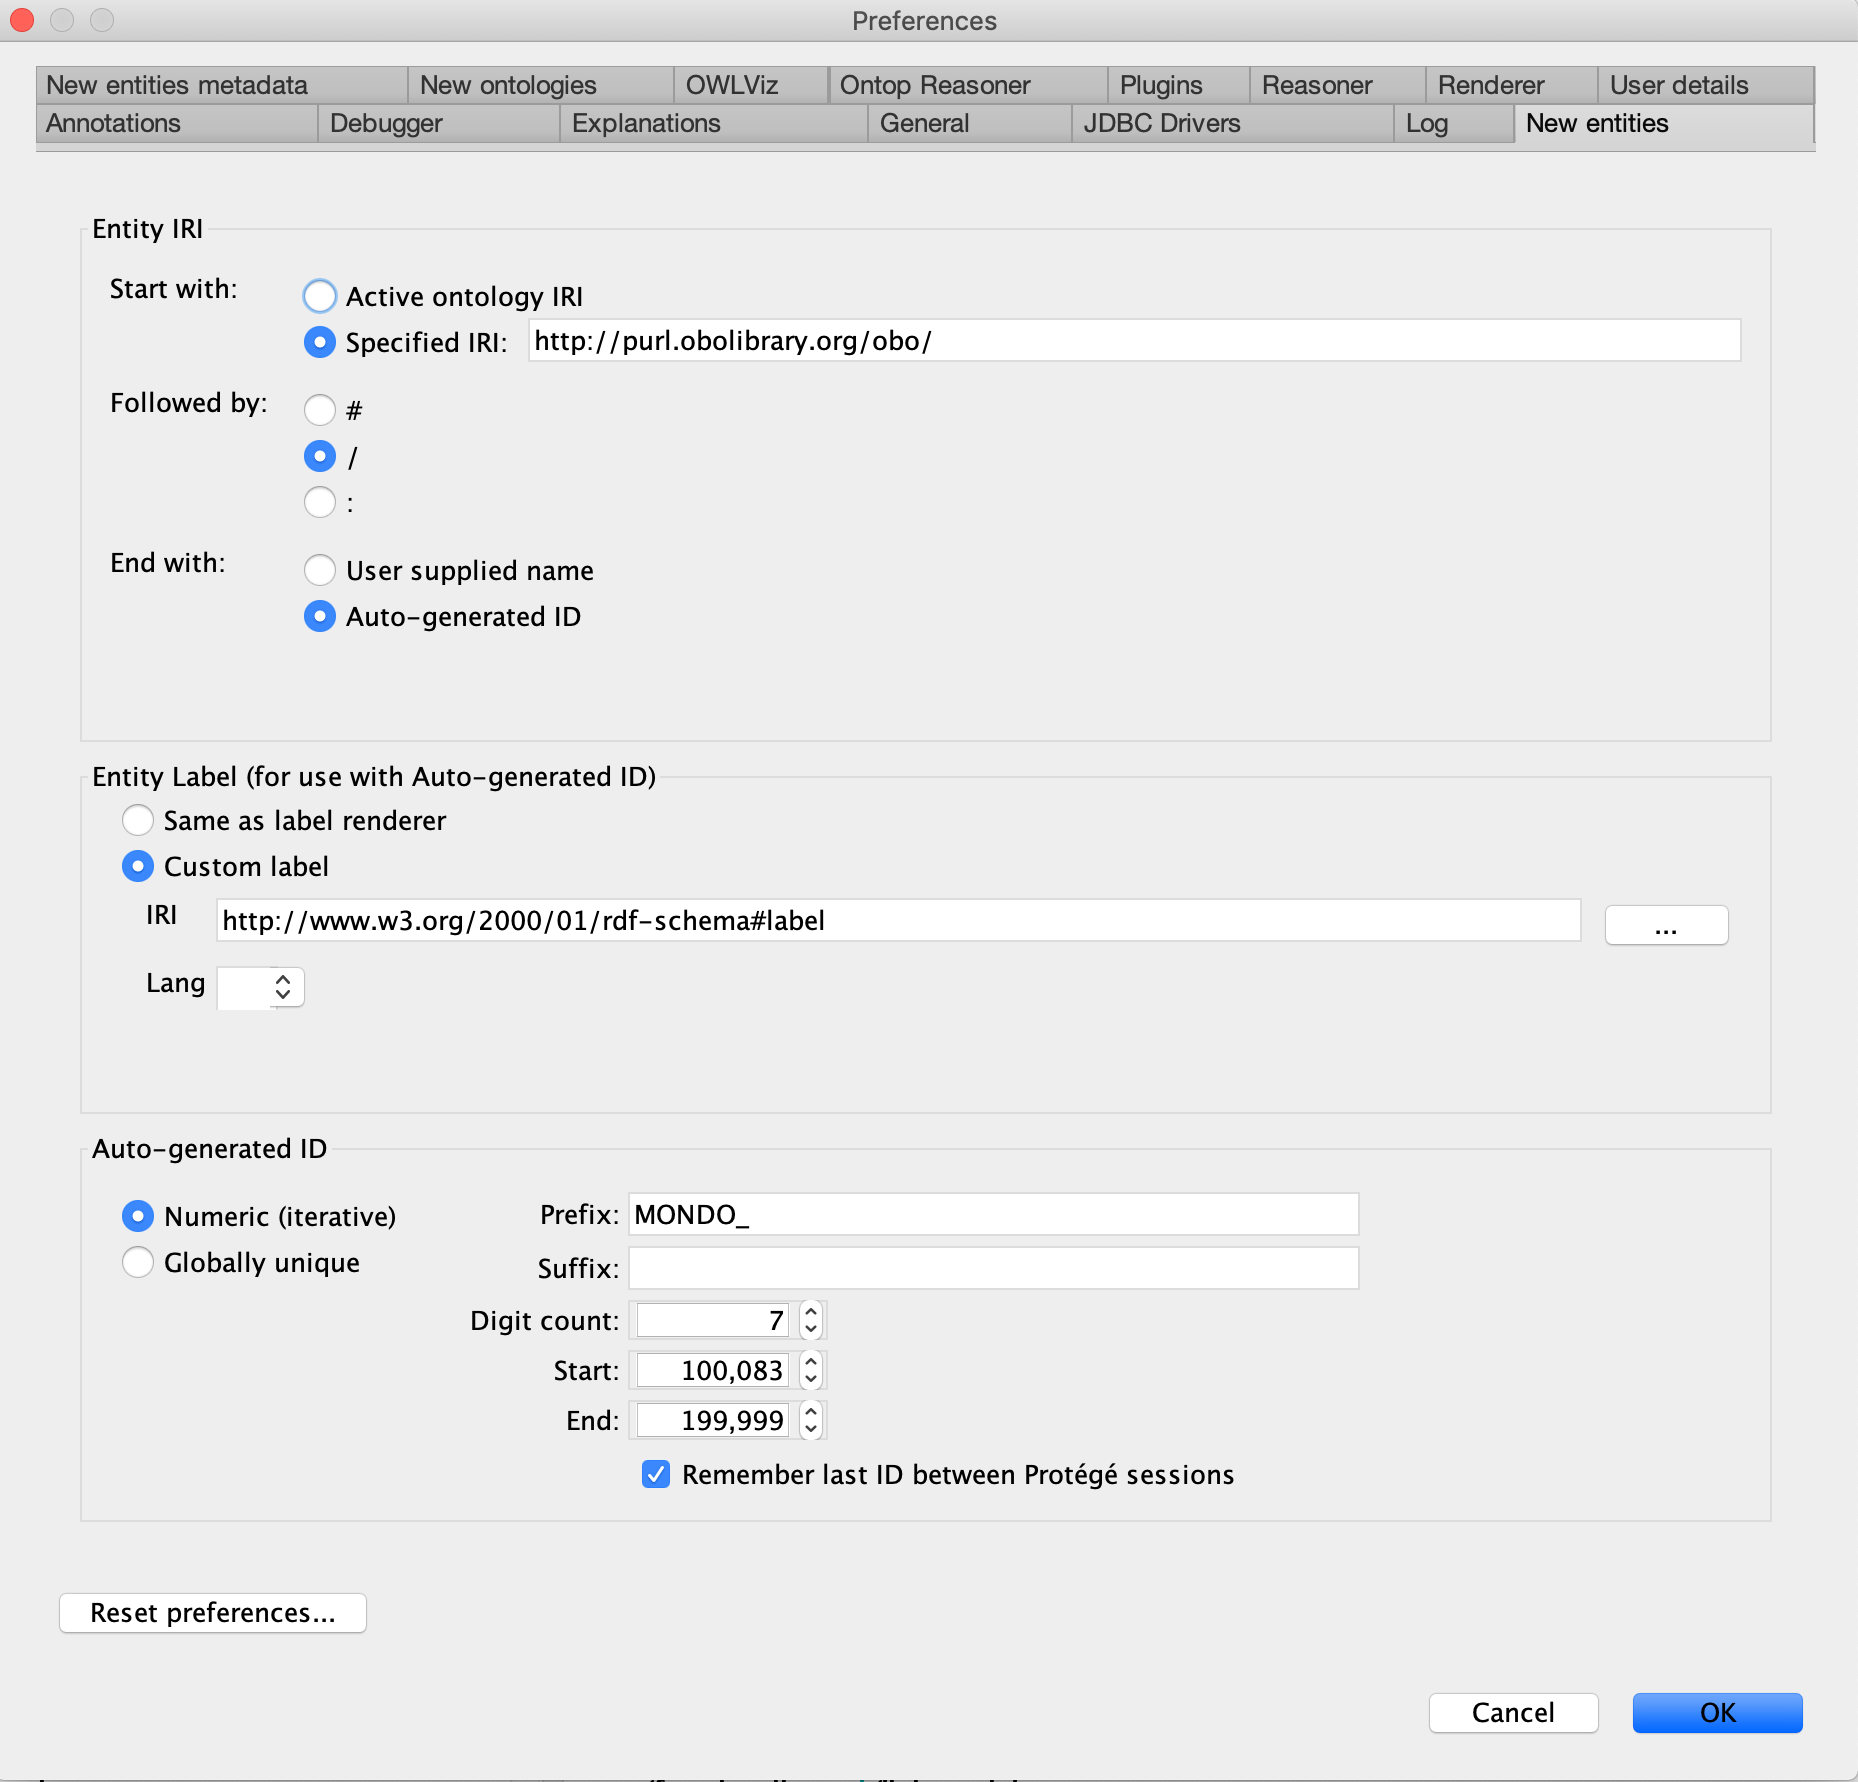 Preferences
New entities metadata New ontologies OWLViz Ontop Reasoner Plugins Reasoner Renderer User details
Annotations Debugger Explanations General JDBC Drivers Log New entities
Entity IRI
Start with: Active ontology IRI
Specified IRI: http://purl.obolibrary.org/obo/
Followed by: #
/
:
End with: User supplied name
Auto-generated ID
Entity Label (for use with Auto-generated ID)
Same as label renderer
Custom label
IRI http://www.w3.org/2000/01/rdf-schema#label ...
Lang
Auto-generated ID
Numeric (iterative) Prefix: MONDO_
Globally unique Suffix:
Digit count: 7
Start: 100,083
End: 199,999
Remember last ID between Protégé sessions
Reset preferences...
Cancel OK